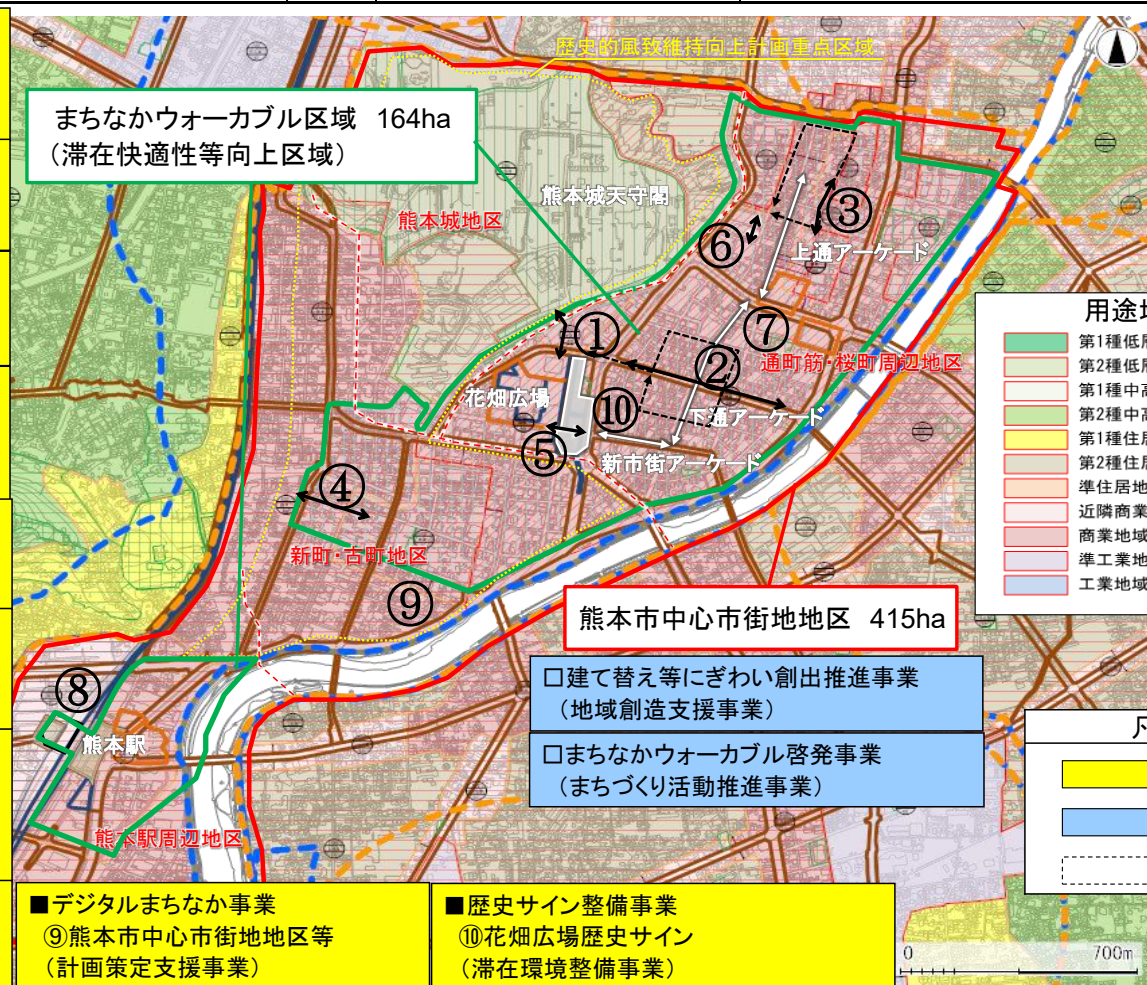 歴史的風致維持向上計画重点区域
まちなかウォーカブル区域 164ha
(滞在快適性等向上区域)
熊本城天守閣
熊本城地区
③
⑥
上通アーケード
用途地
第1種低層
第2種低層
第1種中高
第2種中高
第1種住居
第2種住居
準住居地
近隣商業
商業地域
準工業地
工業地域
①
⑦
通町筋・桜町周辺地区
②
花畑広場
⑩
下通アーケード
⑤
新市街アーケード
④
新町・古町地区
⑨
熊本市中心市街地地区 415ha
□建て替え等にぎわい創出推進事業
(地域創造支援事業)
□まちなかウォーカブル啓発事業
(まちづくり活動推進事業)
⑧
熊本駅
熊本駅周辺地区
■デジタルまちなか事業
⑨熊本市中心市街地地区等
(計画策定支援事業)
■歴史サイン整備事業
⑩花畑広場歴史サイン
(滞在環境整備事業)
0 700m